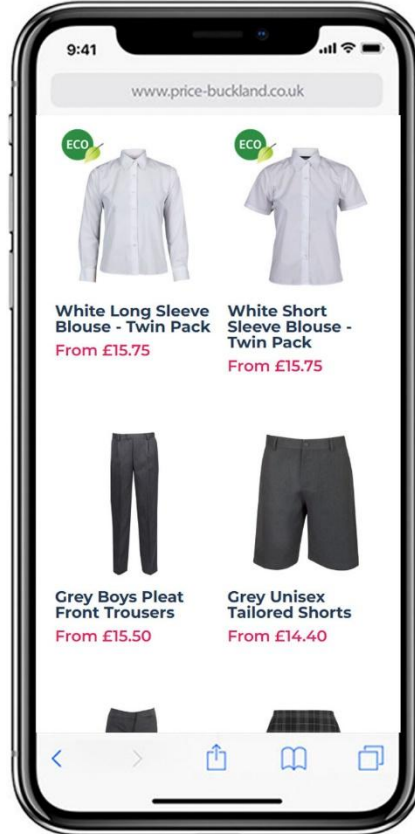 9:41
www.price-buckland.co.uk
ECO
ECO
White Long Sleeve
Blouse - Twin Pack
From £15.75
White Short
Sleeve Blouse -
Twin Pack
From £15.75
Grey Boys Pleat
Front Trousers
From £15.50
Grey Unisex
Tailored Shorts
From £14.40